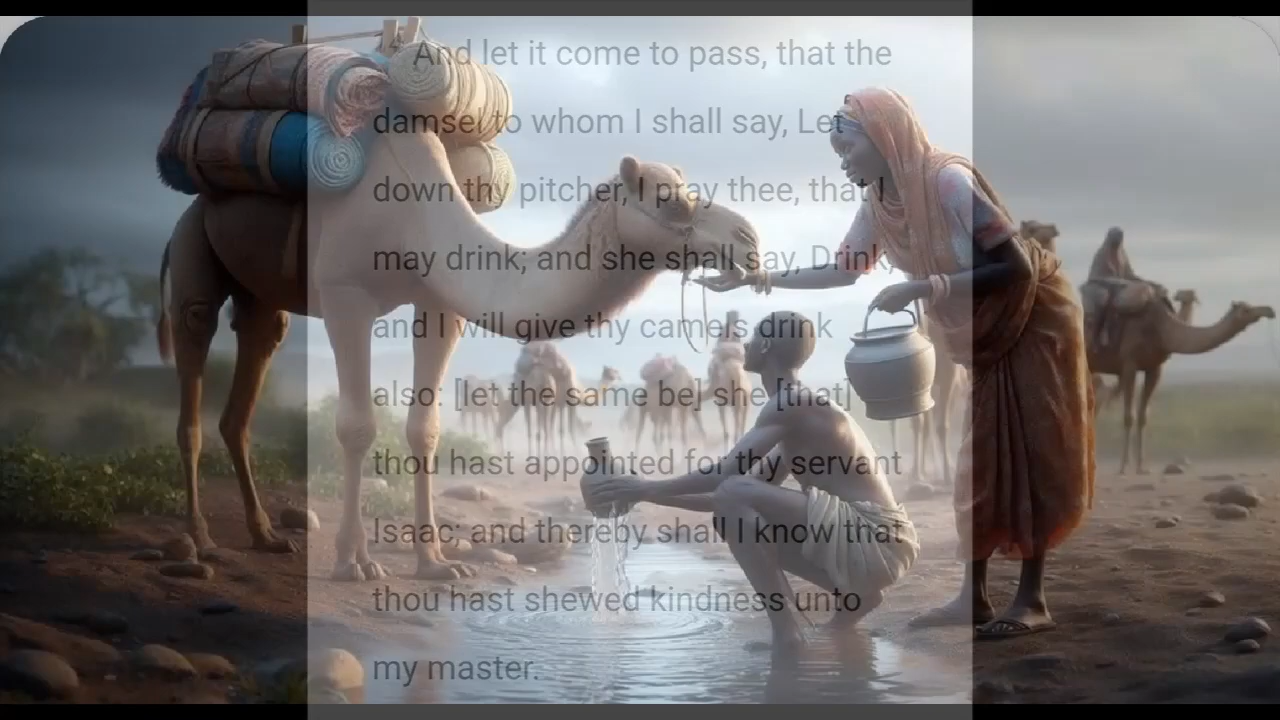 And let it come to pass, that the
damsel to whom I shall say, Let
down thy pitcher, I pray thee, that I
may drink; and she shall say, Drink,
and I will give thy camels drink
also: [let the same be] she [that]
thou hast appointed for thy servant
Isaac; and thereby shall I know that
thou hast shewed kindness unto
my master.